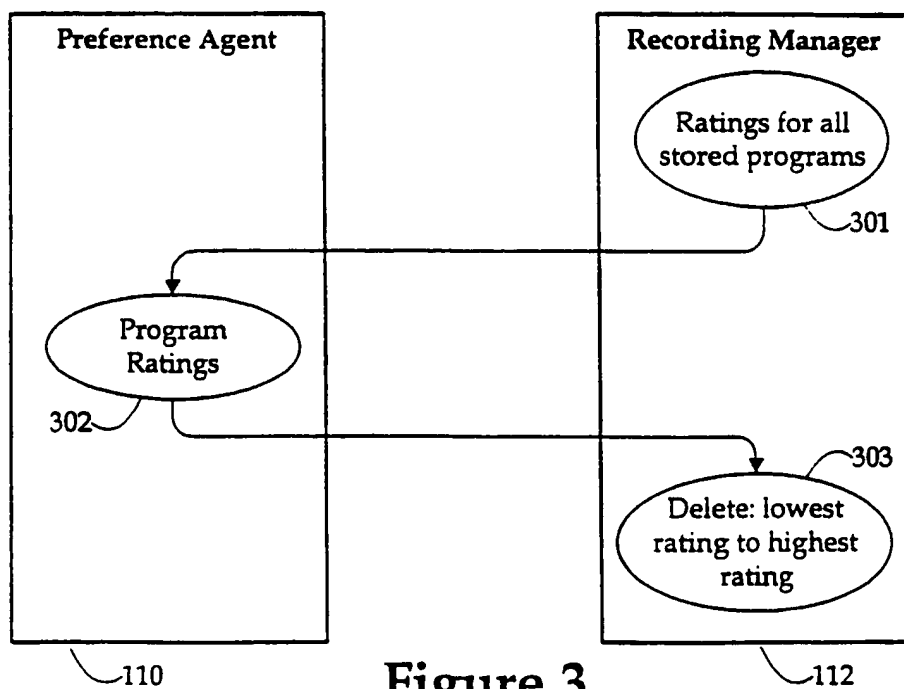 Preference Agent
Recording Manager
Ratings for all
stored programs
301
Program
Ratings
302
303
Delete: lowest
rating to highest
rating
110
112
Figure 3